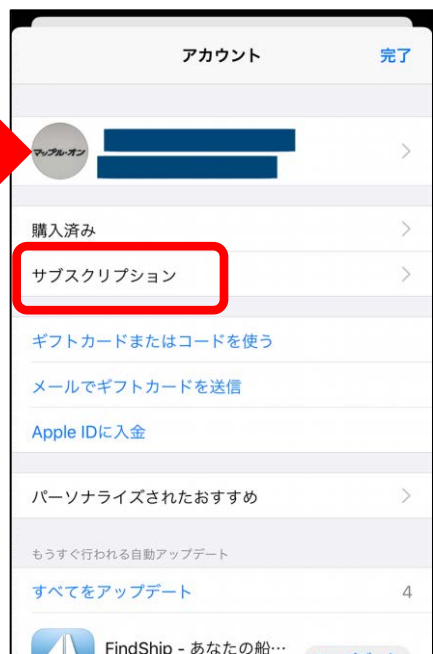 アカウント
完了
マップル・オン
購入済み
サブスクリプション
ギフトカードまたはコードを使う
メールでギフトカードを送信
Apple IDに入金
パーソナライズされたおすすめ
もうすぐ行われる自動アップデート
すべてをアップデート
4
FindShip - あなたの船…